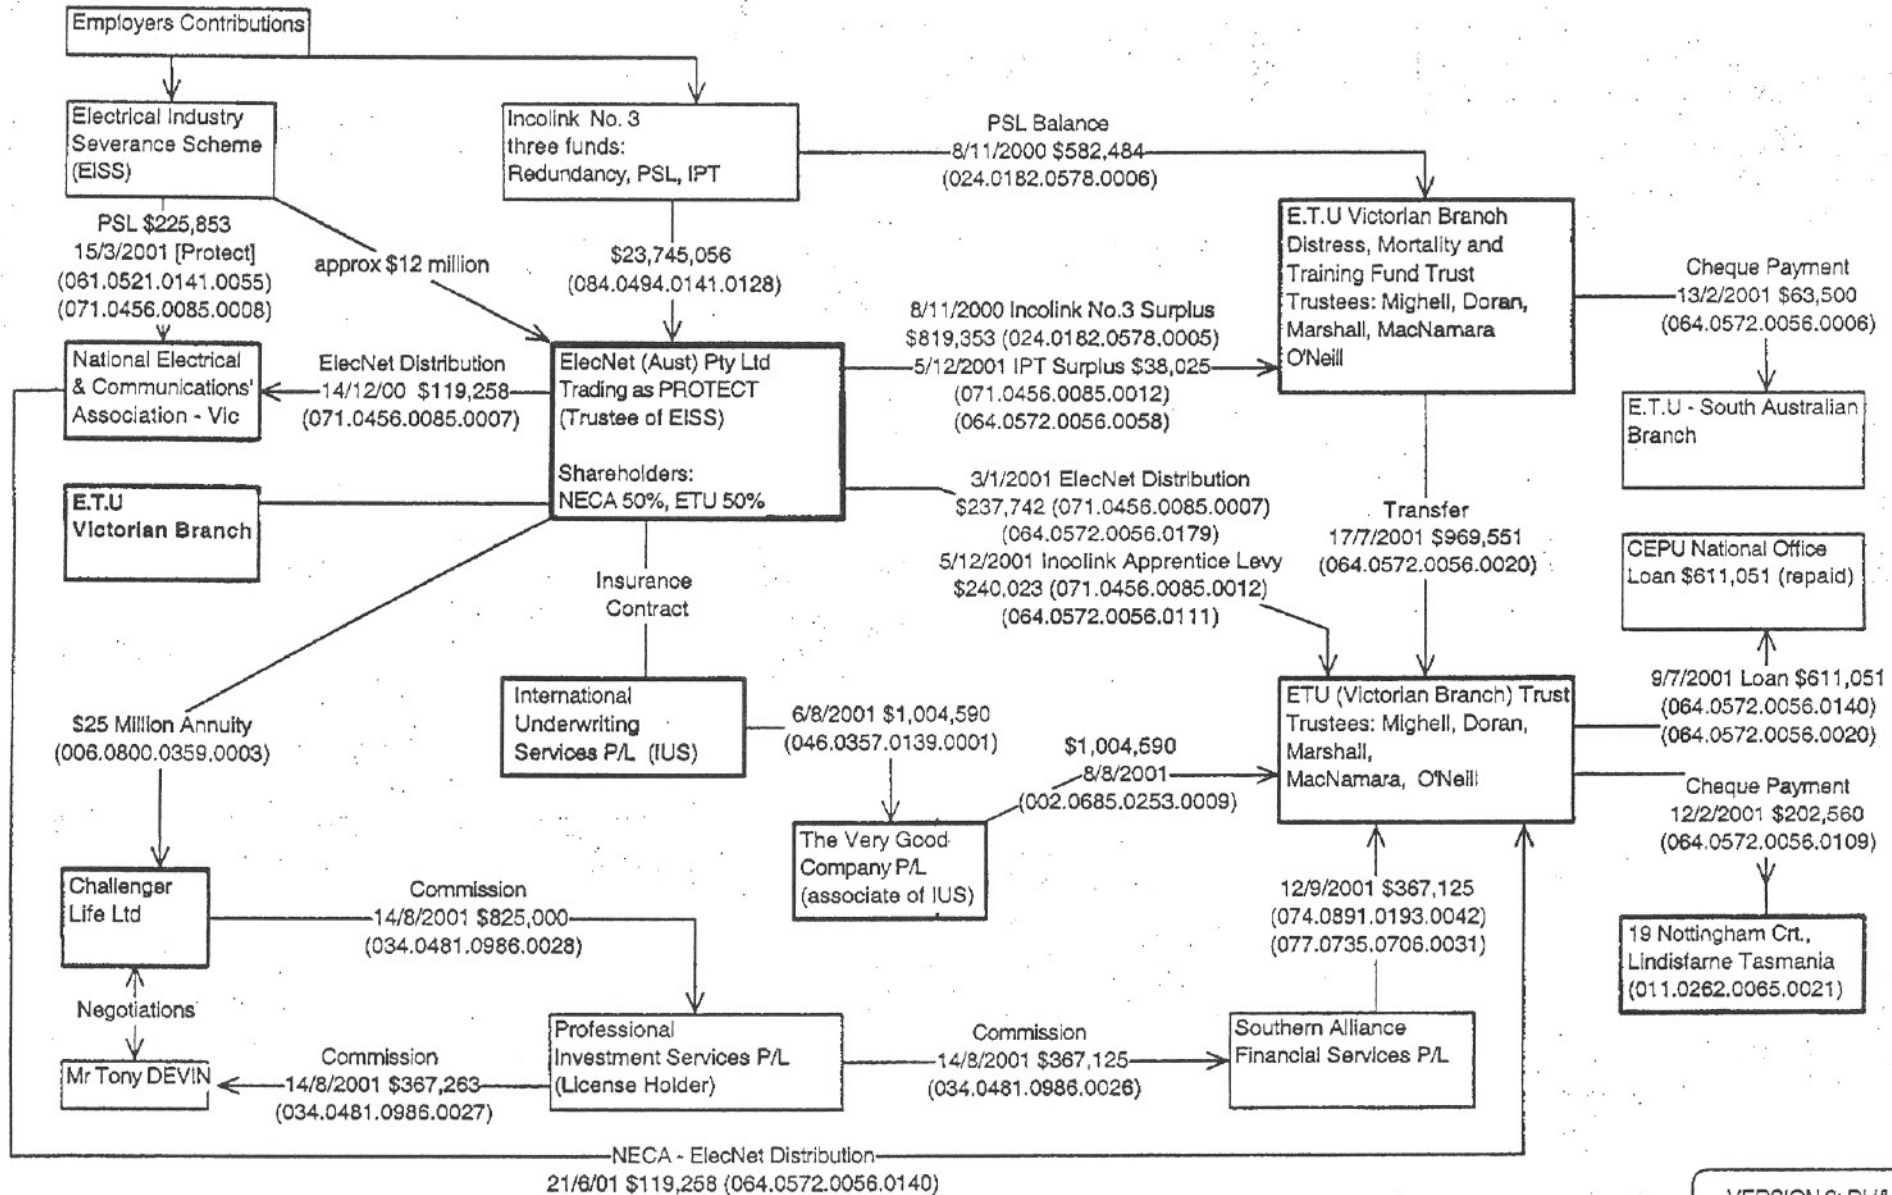 Employers Contributions
Electrical Industry
Severance Scheme
(EISS)
Incolink No. 3
three funds:
Redundancy, PSL, IPT
PSL Balance
8/11/2000 $582,484
(024.0182.0578.0006)
PSL $225,853
15/3/2001 [Protect]
(061.0521.0141.0055)
(071.0456.0085.0008)
approx $12 million
$23,745,056
(084.0494.0141.0128)
E.T.U Victorian Branch
Distress, Mortality and
Training Fund Trust
Trustees: Mighell, Doran,
Marshall, MacNamara
O'Neill
Cheque Payment
13/2/2001 $63,500
(064.0572.0056.0006)
8/11/2000 Incolink No.3 Surplus
$819,353 (024.0182.0578.0005)
5/12/2001 IPT Surplus $38,025
(071.0456.0085.0012)
(064.0572.0056.0058)
National Electrical
& Communications'
Association - Vic
ElecNet Distribution
14/12/00 $119,258
(071.0456.0085.0007)
ElecNet (Aust) Pty Ltd
Trading as PROTECT
(Trustee of EISS)
Shareholders:
NECA 50%, ETU 50%
E.T.U - South Australian
Branch
E.T.U
Victorian Branch
3/1/2001 ElecNet Distribution
$237,742 (071.0456.0085.0007)
(064.0572.0056.0179)
5/12/2001 Incolink Apprentice Levy
$240,023 (071.0456.0085.0012)
(064.0572.0056.0111)
Transfer
17/7/2001 $969,551
(064.0572.0056.0020)
CEPU National Office
Loan $611,051 (repaid)
Insurance
Contract
9/7/2001 Loan $611,051
(064.0572.0056.0140)
(064.0572.0056.0020)
$25 Million Annuity
(006.0800.0359.0003)
International
Underwriting
Services P/L (IUS)
6/8/2001 $1,004,590
(046.0357.0139.0001)
$1,004,590
8/8/2001
(002.0685.0253.0009)
ETU (Victorian Branch) Trust
Trustees: Mighell, Doran,
Marshall,
MacNamara, O'Neill
Cheque Payment
12/2/2001 $202,560
(064.0572.0056.0109)
The Very Good
Company P/L
(associate of IUS)
Challenger
Life Ltd
Commission
14/8/2001 $825,000
(034.0481.0986.0028)
12/9/2001 $367,125
(074.0891.0193.0042)
(077.0735.0706.0031)
19 Nottingham Crt.,
Lindisfarne Tasmania
(011.0262.0065.0021)
Negotiations
Mr Tony DEVIN
Commission
14/8/2001 $367,263
(034.0481.0986.0027)
Professional
Investment Services P/L
(License Holder)
Commission
14/8/2001 $367,125
(034.0481.0986.0026)
Southern Alliance
Financial Services P/L
NECA - ElecNet Distribution
21/6/01 $119,258 (064.0572.0056.0140)